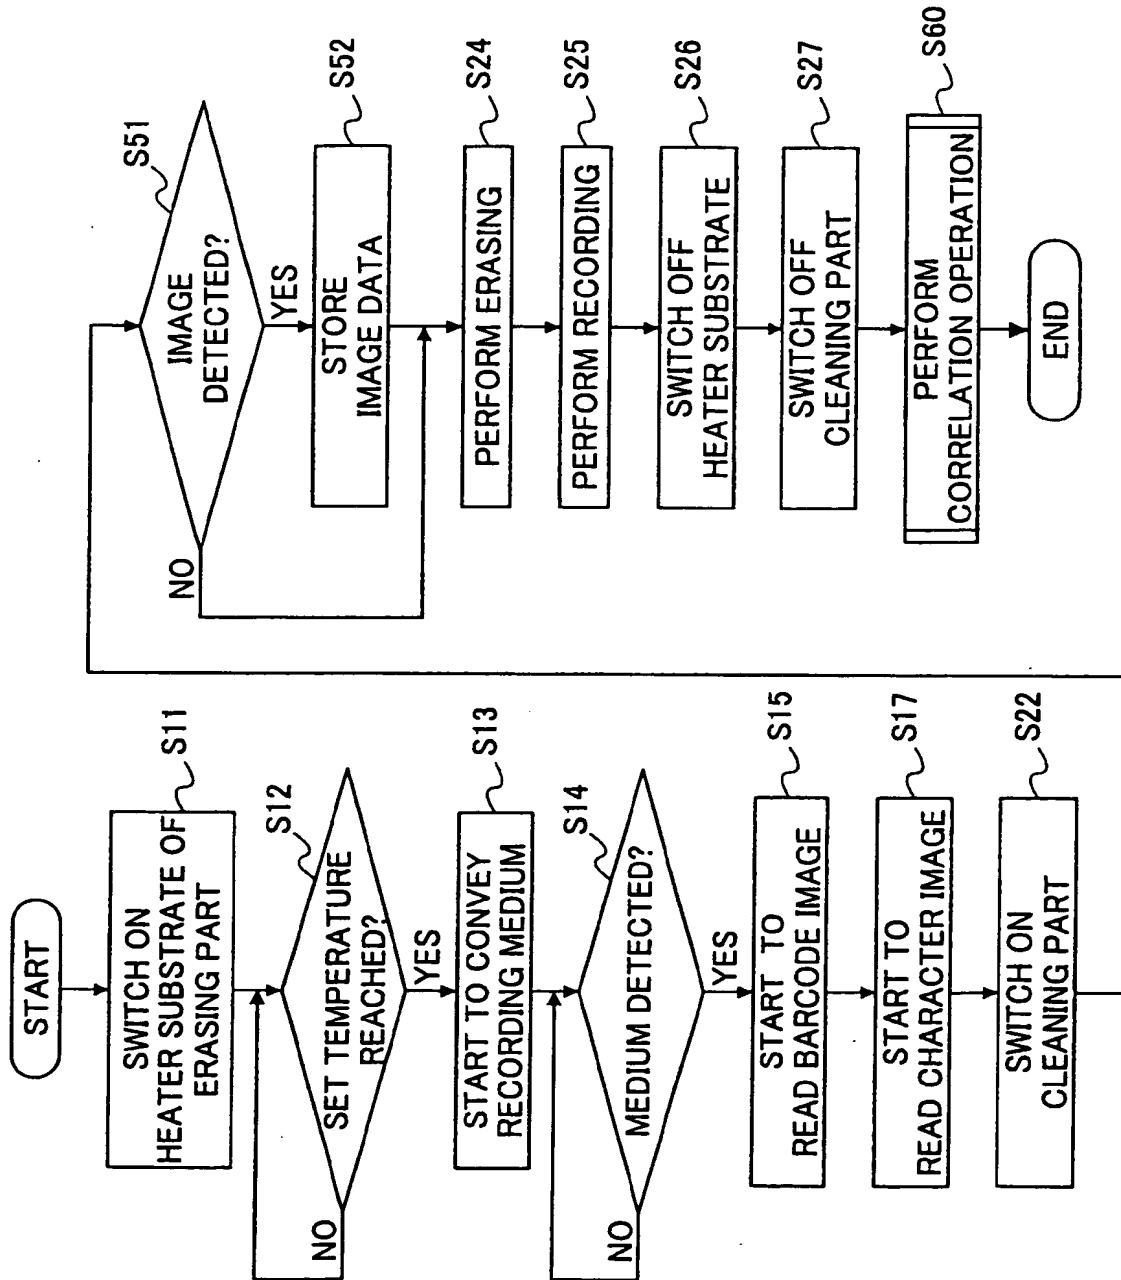 START
SWITCH ON
HEATER SUBSTRATE OF
ERASING PART
S11
SET TEMPERATURE
REACHED?
S12
NO
YES
START TO CONVEY
RECORDING MEDIUM
S13
MEDIUM DETECTED?
S14
NO
YES
START TO
READ BARCODE IMAGE
S15
START TO
READ CHARACTER IMAGE
S17
SWITCH ON
CLEANING PART
S22
IMAGE
DETECTED?
S51
NO
YES
STORE
IMAGE DATA
S52
PERFORM ERASING
S24
PERFORM RECORDING
S25
SWITCH OFF
HEATER SUBSTRATE
S26
SWITCH OFF
CLEANING PART
S27
PERFORM
CORRELATION OPERATION
S60
END